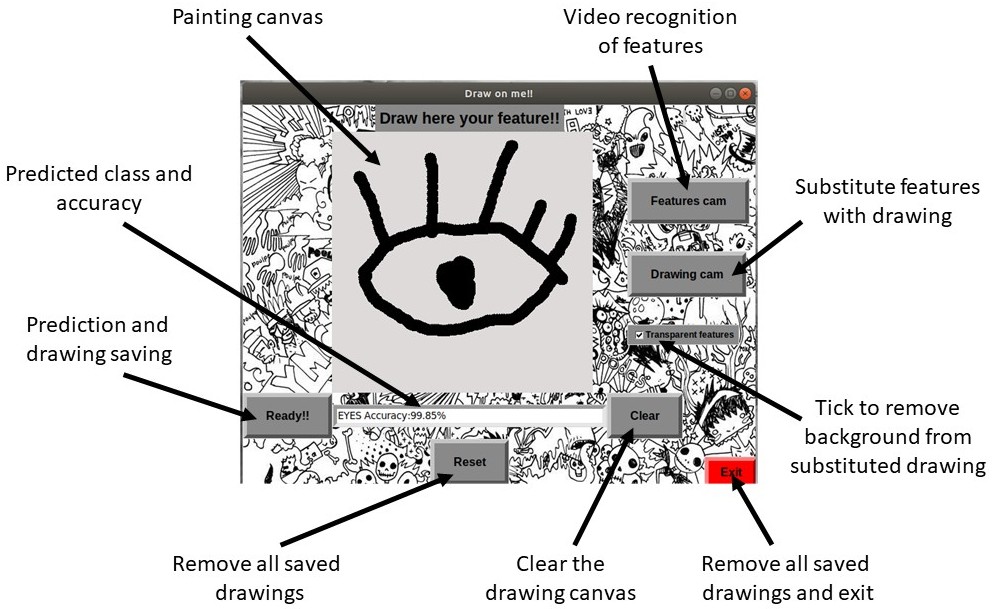 Painting canvas
Video recognition
of features
Draw on me!!
Draw here your feature!!
WITH LOVE
Predicted class and
accuracy
Features cam
Substitute features
with drawing
Drawing cam
Prediction and
drawing saving
Transparent features
Ready!!
EYES Accuracy:99.85%
Clear
Tick to remove
background from
substituted drawing
Reset
Exit
Remove all saved
drawings
Clear the
drawing canvas
Remove all saved
drawings and exit